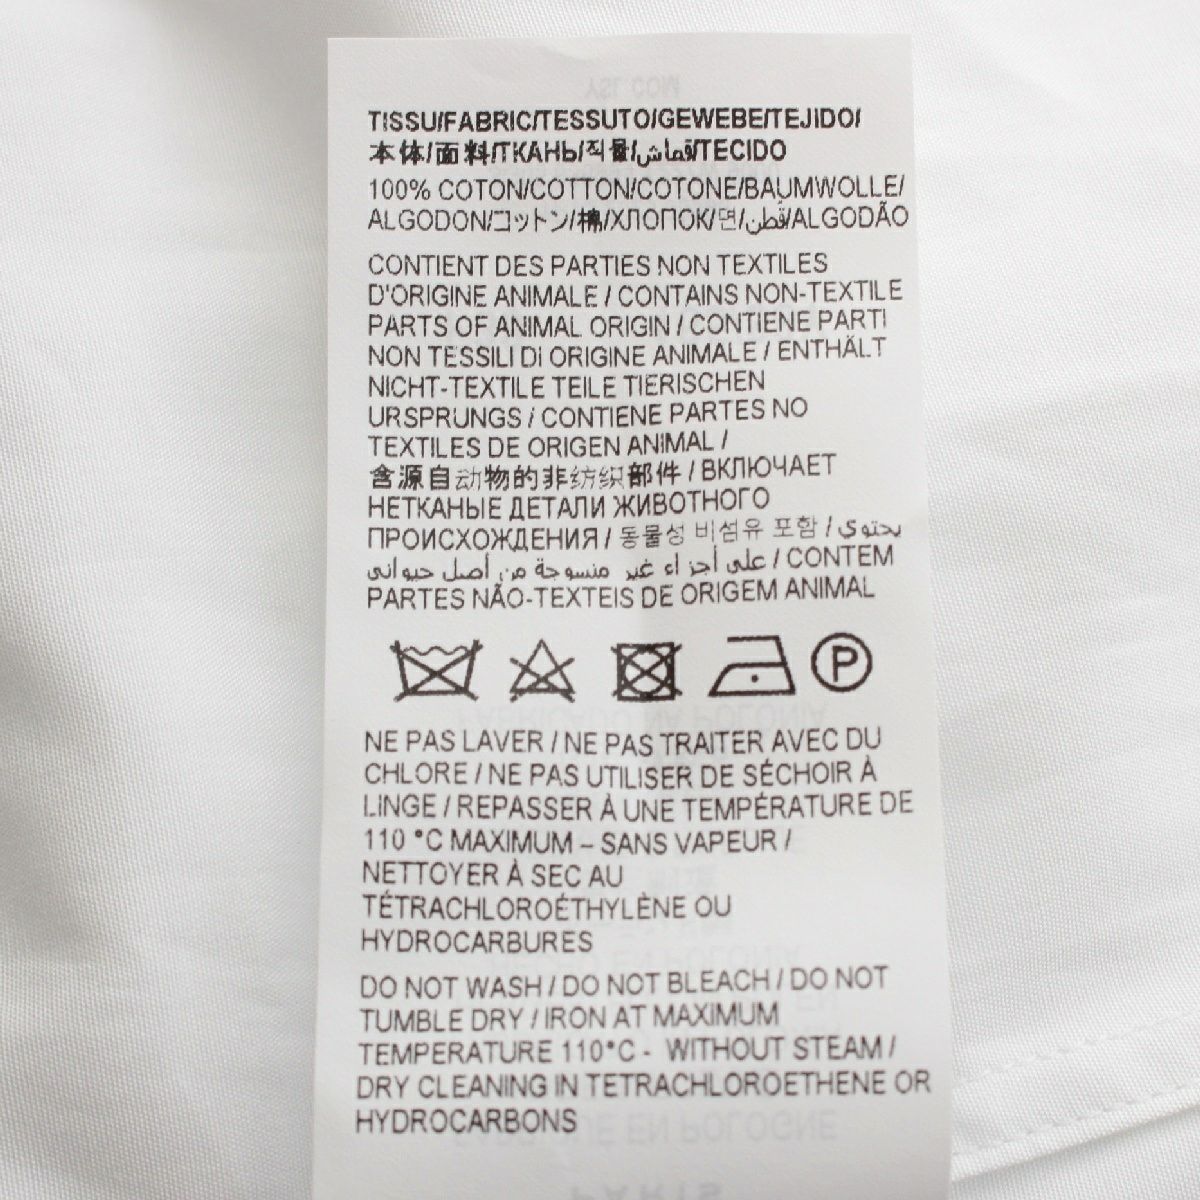 TISSU/FABRIC/TESSUTO/GEWEBE/TEJIDO/
本体/面料/ТКАНЬ/직물/قماش/TECIDO
100% COTON/COTTON/COTONE/BAUMWOLLE/
ALGODON/コットン/棉/ХЛОПОК/면/قطن/ALGODÃO
CONTIENT DES PARTIES NON TEXTILES
D'ORIGINE ANIMALE / CONTAINS NON-TEXTILE
PARTS OF ANIMAL ORIGIN / CONTIENE PARTI
NON TESSILI DI ORIGINE ANIMALE / ENTHÄLT
NICHT-TEXTILE TEILE TIERISCHEN
URSPRUNGS / CONTIENE PARTES NO
TEXTILES DE ORIGEN ANIMAL /
含源自动物的非纺织部件 / ВКЛЮЧАЕТ
НЕТКАНЫЕ ДЕТАЛИ ЖИВОТНОГО
ПРОИСХОЖДЕНИЯ / 동물성 비섬유 포함 / يحتوي
على أجزاء غير منسوجة من أصل حيواني / CONTEM
PARTES NÃO-TEXTEIS DE ORIGEM ANIMAL
P
NE PAS LAVER / NE PAS TRAITER AVEC DU
CHLORE / NE PAS UTILISER DE SÉCHOIR À
LINGE / REPASSER À UNE TEMPÉRATURE DE
110 °C MAXIMUM – SANS VAPEUR /
NETTOYER À SEC AU
TÉTRACHLOROÉTHYLÈNE OU
HYDROCARBURES
DO NOT WASH / DO NOT BLEACH / DO NOT
TUMBLE DRY / IRON AT MAXIMUM
TEMPERATURE 110°C - WITHOUT STEAM /
DRY CLEANING IN TETRACHLOROETHENE OR
HYDROCARBONS